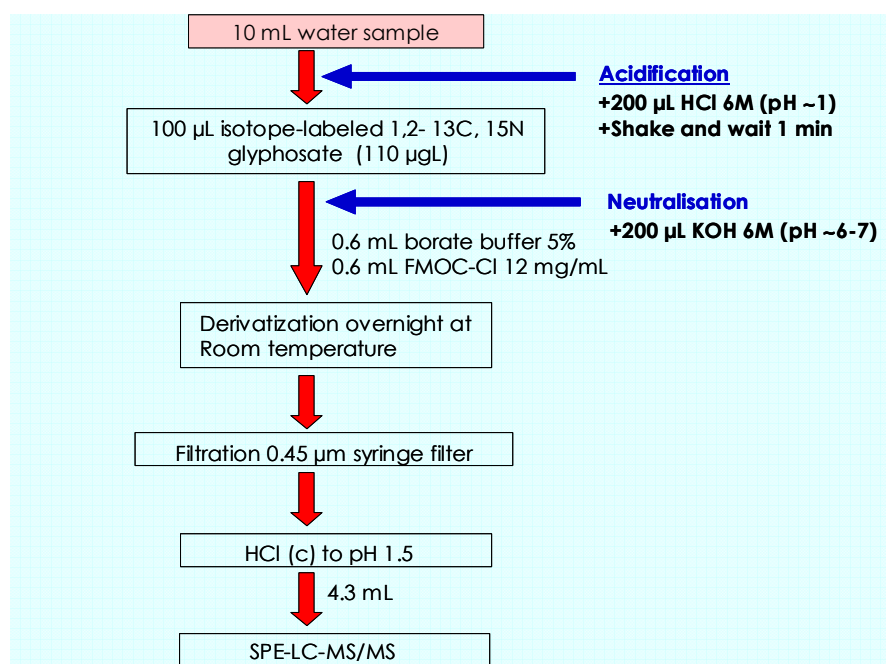 10 mL water sample
Acidification
+200 µL HCl 6M (pH ~1)
+Shake and wait 1 min
100 µL isotope-labeled 1,2- 13C, 15N
glyphosate (110 µgL)
Neutralisation
+200 µL KOH 6M (pH ~6-7)
0.6 mL borate buffer 5%
0.6 mL FMOC-Cl 12 mg/mL
Derivatization overnight at
Room temperature
Filtration 0.45 µm syringe filter
HCl (c) to pH 1.5
4.3 mL
SPE-LC-MS/MS